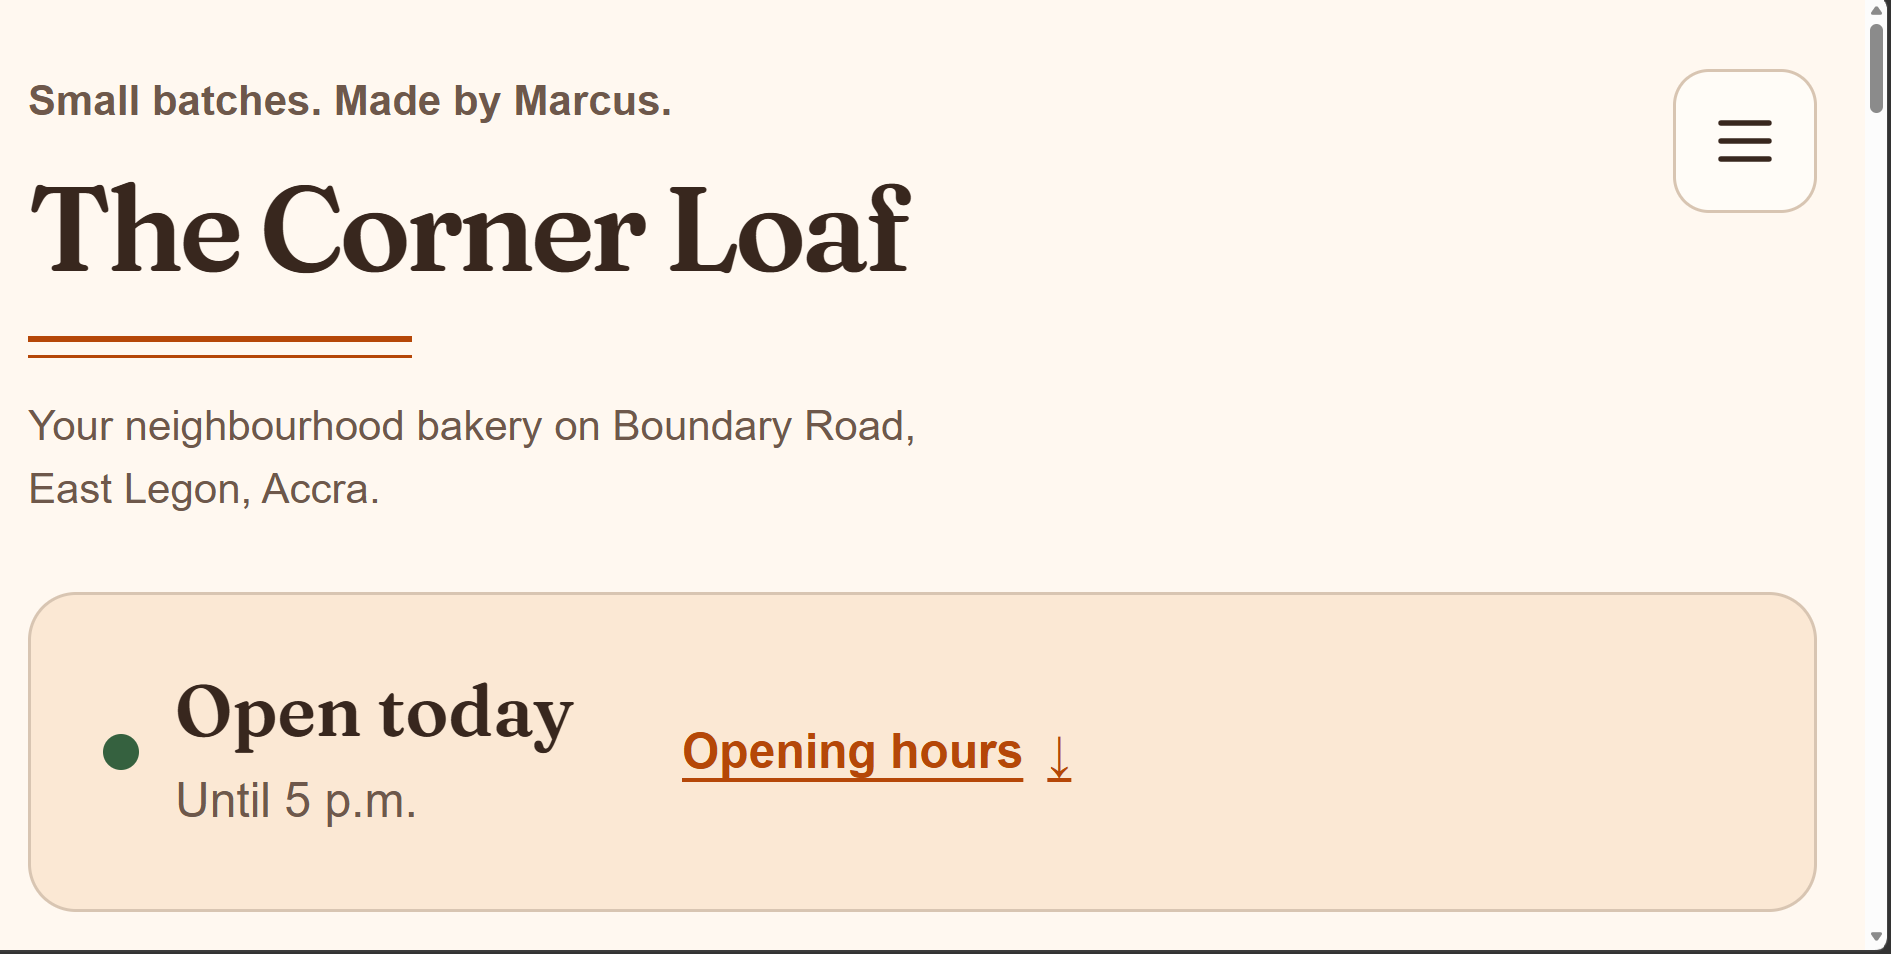 Small batches. Made by Marcus.
The Corner Loaf
Your neighbourhood bakery on Boundary Road,
East Legon, Accra.
Open today
Until 5 p.m.
Opening hours ↓